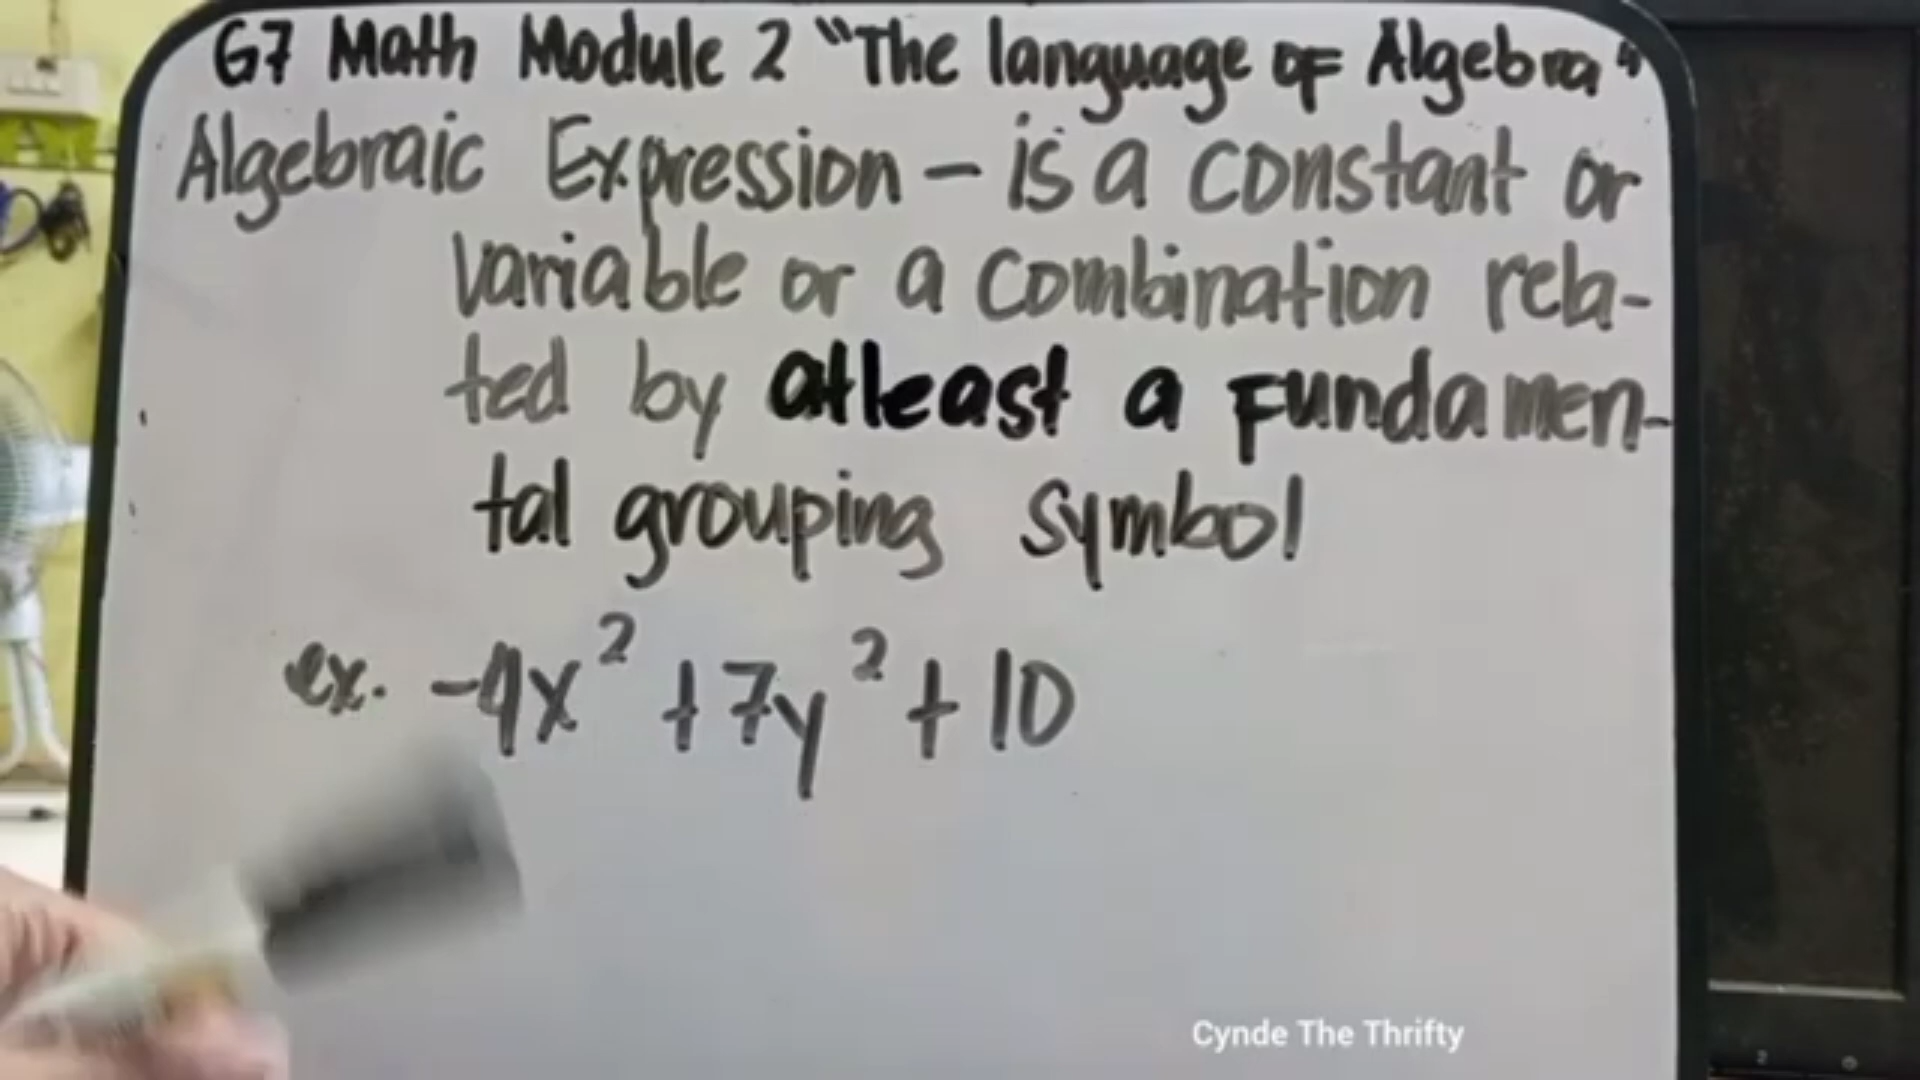 G7 Math Module 2 "The language of Algebra"
Algebraic Expression - is a constant or
variable or a combination rela-
ted by atleast a Fundamen-
tal grouping symbol
ex. -4x² + 7y² + 10
Cynde The Thrifty